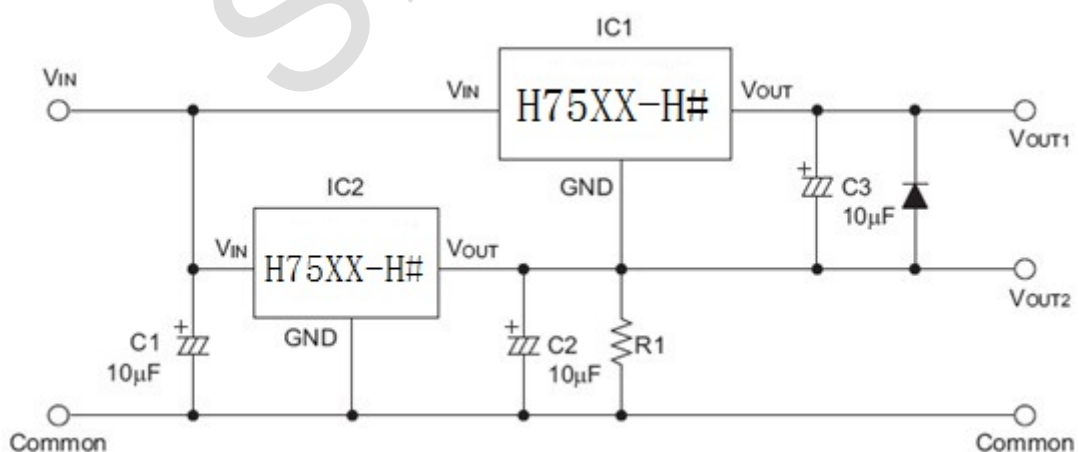 IC1
VIN
VIN
H75XX-H#
VOUT
VOUT1
GND
C3
10µF
IC2
VIN
H75XX-H#
VOUT
VOUT2
GND
C1
10µF
C2
10µF
R1
Common
Common